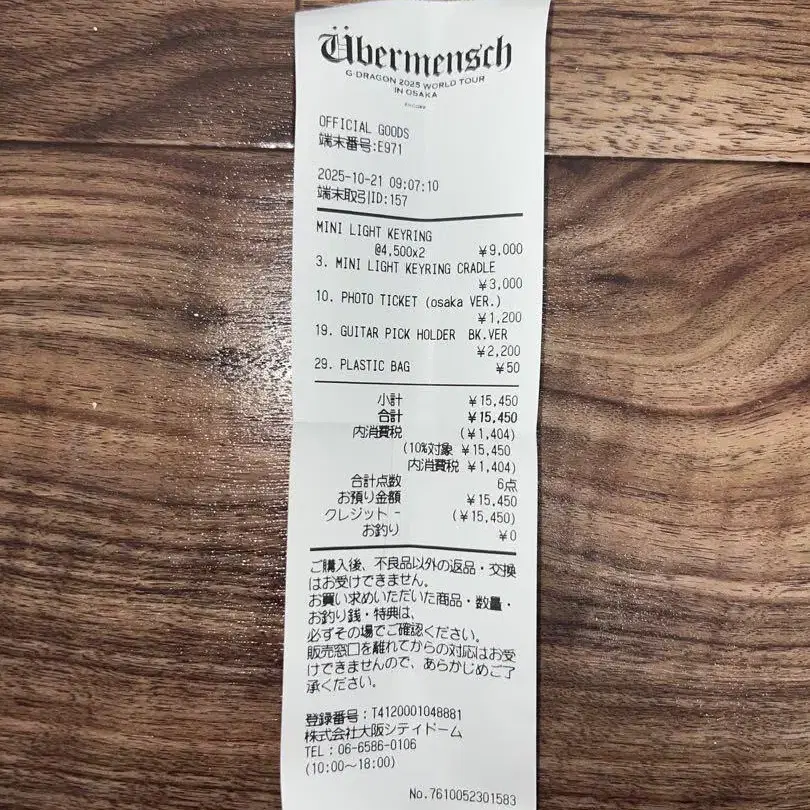 Übermensch
G-DRAGON 2025 WORLD TOUR
IN OSAKA
OFFICIAL GOODS
端末番号:E971
2025-10-21 09:07:10
端末取引ID:157
MINI LIGHT KEYRING
@4,500x2 ¥9,000
3. MINI LIGHT KEYRING CRADLE
¥3,000
10. PHOTO TICKET (osaka VER.)
¥1,200
19. GUITAR PICK HOLDER BK.VER
¥2,200
29. PLASTIC BAG ¥50
小計 ¥15,450
合計 ¥15,450
内消費税 (¥1,404)
(10%対象 ¥15,450
内消費税 ¥1,404)
合計点数 6点
お預り金額 ¥15,450
クレジット- (¥15,450)
お釣り ¥0
ご購入後、不良品以外の返品・交換
はお受けできません。
お買い求めいただいた商品・数量・
お釣り銭・特典は、
必ずその場でご確認ください。
販売窓口を離れてからの対応はお受
けできませんので、あらかじめご了
承ください。
登録番号:T4120001048881
株式会社大阪シティドーム
TEL:06-6586-0106
(10:00~18:00)
No.7610052301583